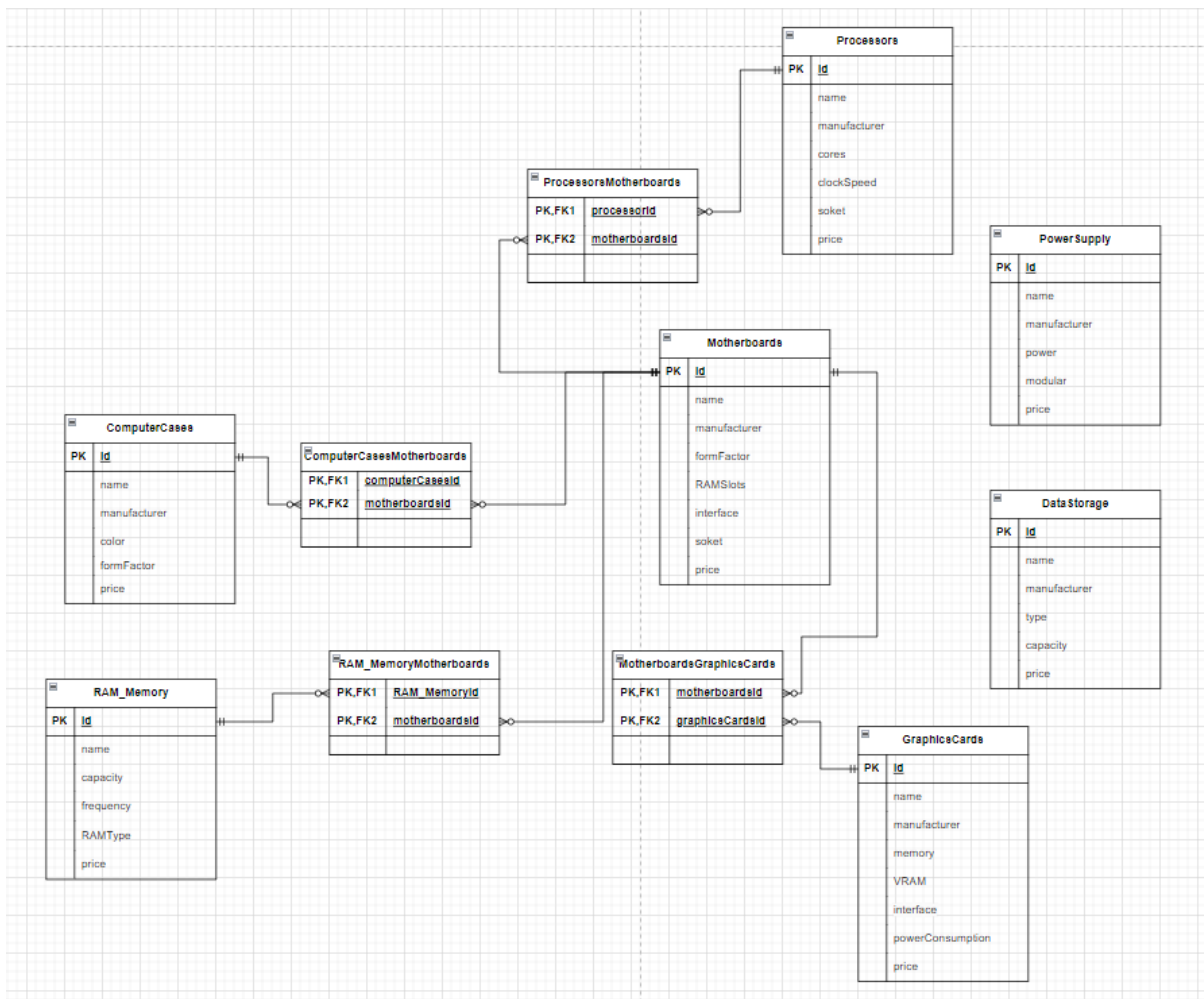 Processors
PK Id
name
manufacturer
cores
clockSpeed
soket
price
ProcessorsMotherboards
PK,FK1 processorId
PK,FK2 motherboardsId
PowerSupply
PK Id
name
manufacturer
power
modular
price
Motherboards
PK Id
name
manufacturer
formFactor
RAMSlots
interface
soket
price
ComputerCases
PK Id
name
manufacturer
color
formFactor
price
ComputerCasesMotherboards
PK,FK1 computerCasesId
PK,FK2 motherboardsId
DataStorage
PK Id
name
manufacturer
type
capacity
price
RAM_Memory
PK Id
name
capacity
frequency
RAMType
price
RAM_MemoryMotherboards
PK,FK1 RAM_MemoryId
PK,FK2 motherboardsId
MotherboardsGraphicsCards
PK,FK1 motherboardsId
PK,FK2 graphicsCardsId
GraphicsCards
PK Id
name
manufacturer
memory
VRAM
interface
powerConsumption
price